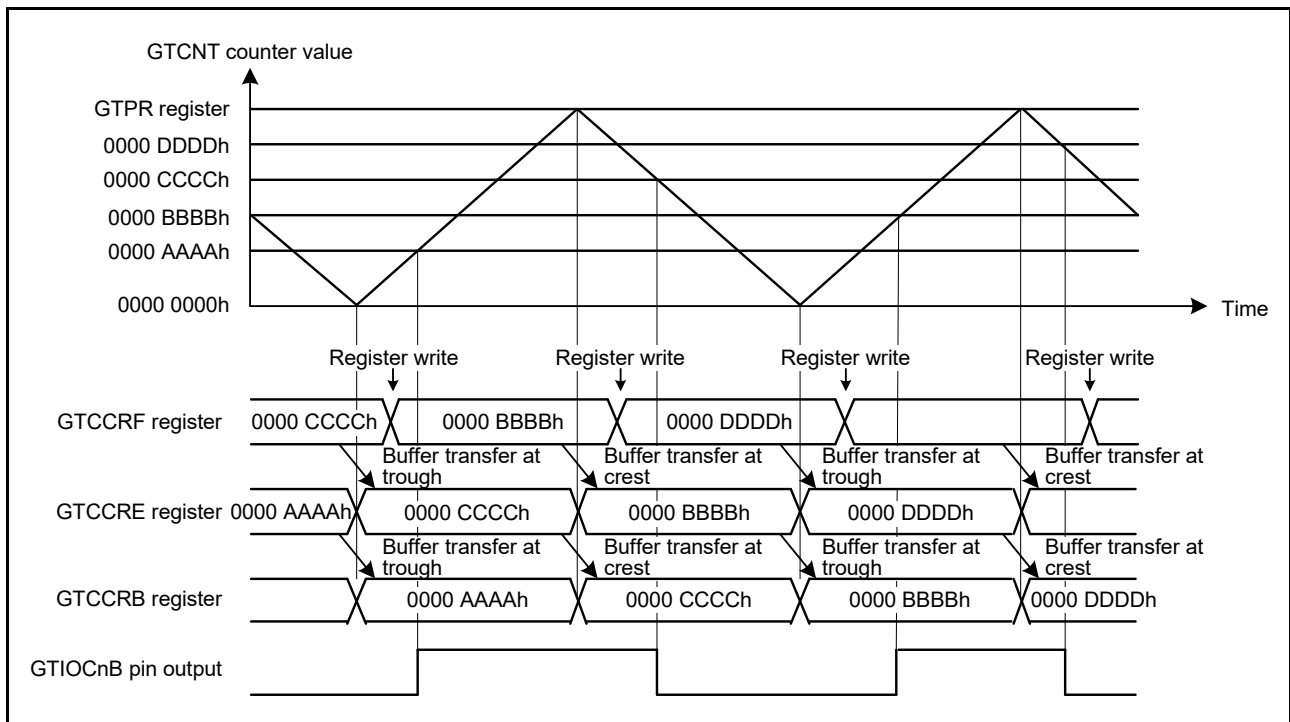 GTCNT counter value
GTPR register
0000 DDDDh
0000 CCCCh
0000 BBBBh
0000 AAAAh
0000 0000h
Time
Register write
Register write
Register write
Register write
GTCCRF register
0000 CCCCh
0000 BBBBh
0000 DDDDh
Buffer transfer at
trough
Buffer transfer at
crest
Buffer transfer at
trough
Buffer transfer at
crest
GTCCRE register
0000 AAAAh
0000 CCCCh
0000 BBBBh
0000 DDDDh
Buffer transfer at
trough
Buffer transfer at
crest
Buffer transfer at
trough
Buffer transfer at
crest
GTCCRB register
0000 AAAAh
0000 CCCCh
0000 BBBBh
0000 DDDDh
GTIOCnB pin output